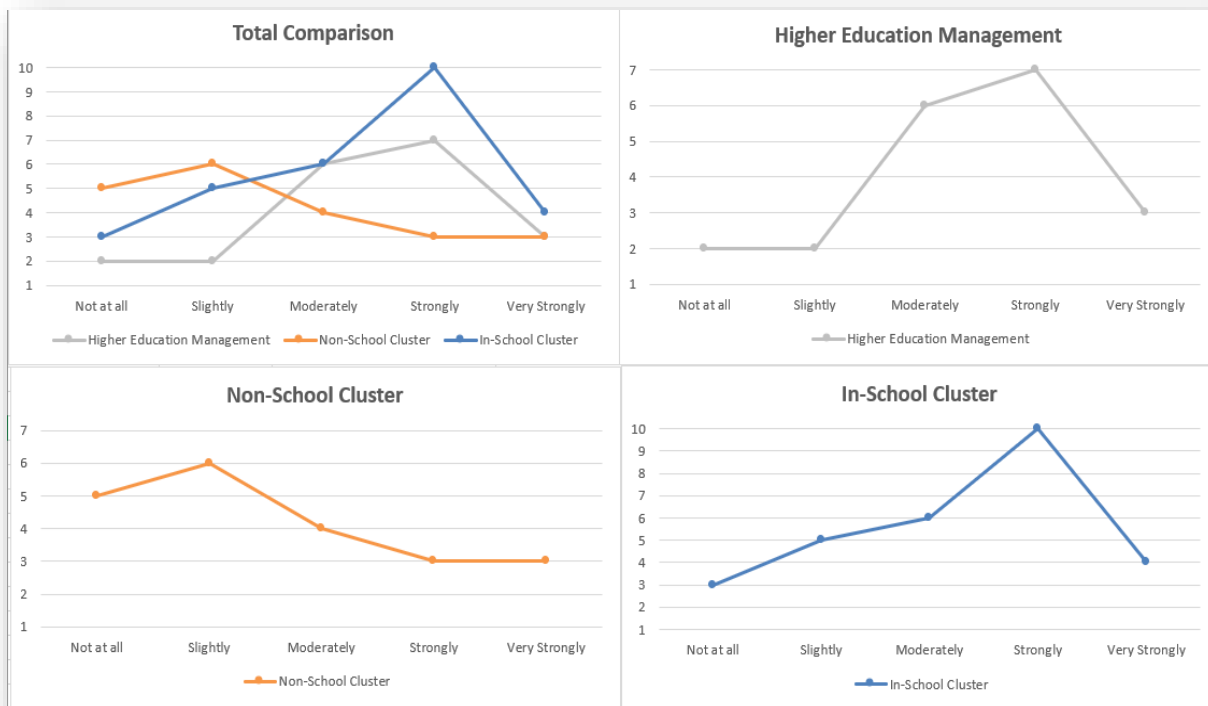 Total Comparison
10
9
8
7
6
5
4
3
2
1
Not at all Slightly Moderately Strongly Very Strongly
Higher Education Management Non-School Cluster In-School Cluster
Higher Education Management
7
6
5
4
3
2
1
Not at all Slightly Moderately Strongly Very Strongly
Higher Education Management
Non-School Cluster
7
6
5
4
3
2
1
Not at all Slightly Moderately Strongly Very Strongly
Non-School Cluster
In-School Cluster
10
9
8
7
6
5
4
3
2
1
Not at all Slightly Moderately Strongly Very Strongly
In-School Cluster